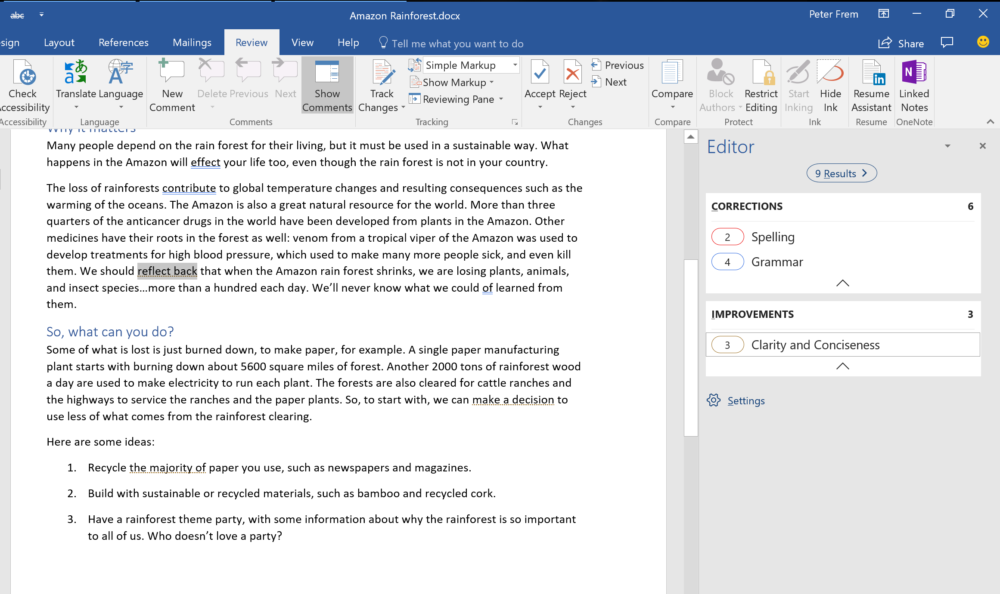 abc
Amazon Rainforest.docx
Peter Frem
sign Layout References Mailings Review View Help Tell me what you want to do Share
Check Accessibility
Accessibility
Translate Language
Language
New Comment Delete Previous Next Show Comments
Comments
Track Changes
Simple Markup
Show Markup
Reviewing Pane
Tracking
Accept Reject
Previous
Next
Changes
Compare
Compare
Block Authors Restrict Editing
Protect
Start Inking Hide Ink
Ink
in
Resume Assistant
Resume
N
Linked Notes
OneNote
Why it matters
Many people depend on the rain forest for their living, but it must be used in a sustainable way. What
happens in the Amazon will effect your life too, even though the rain forest is not in your country.
The loss of rainforests contribute to global temperature changes and resulting consequences such as the
warming of the oceans. The Amazon is also a great natural resource for the world. More than three
quarters of the anticancer drugs in the world have been developed from plants in the Amazon. Other
medicines have their roots in the forest as well: venom from a tropical viper of the Amazon was used to
develop treatments for high blood pressure, which used to make many more people sick, and even kill
them. We should reflect back that when the Amazon rain forest shrinks, we are losing plants, animals,
and insect species…more than a hundred each day. We’ll never know what we could of learned from
them.
So, what can you do?
Some of what is lost is just burned down, to make paper, for example. A single paper manufacturing
plant starts with burning down about 5600 square miles of forest. Another 2000 tons of rainforest wood
a day are used to make electricity to run each plant. The forests are also cleared for cattle ranches and
the highways to service the ranches and the paper plants. So, to start with, we can make a decision to
use less of what comes from the rainforest clearing.
Here are some ideas:
1. Recycle the majority of paper you use, such as newspapers and magazines.
2. Build with sustainable or recycled materials, such as bamboo and recycled cork.
3. Have a rainforest theme party, with some information about why the rainforest is so important
to all of us. Who doesn’t love a party?
Editor
9 Results
CORRECTIONS 6
2 Spelling
4 Grammar
IMPROVEMENTS 3
3 Clarity and Conciseness
Settings